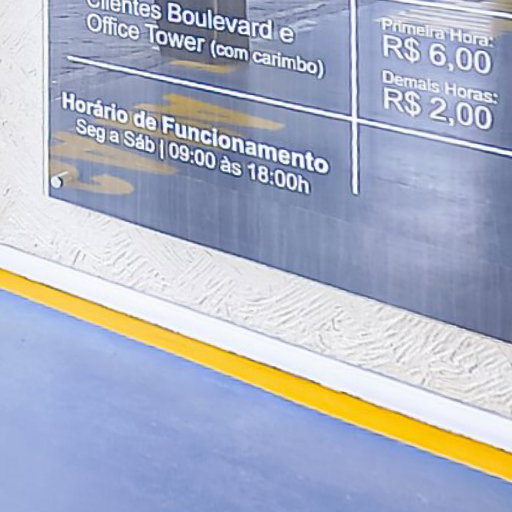 Clientes Boulevard e
Office Tower (com carimbo)
Primeira Hora:
R$ 6,00
Demais Horas:
R$ 2,00
Horário de Funcionamento
Seg a Sáb | 09:00 às 18:00h